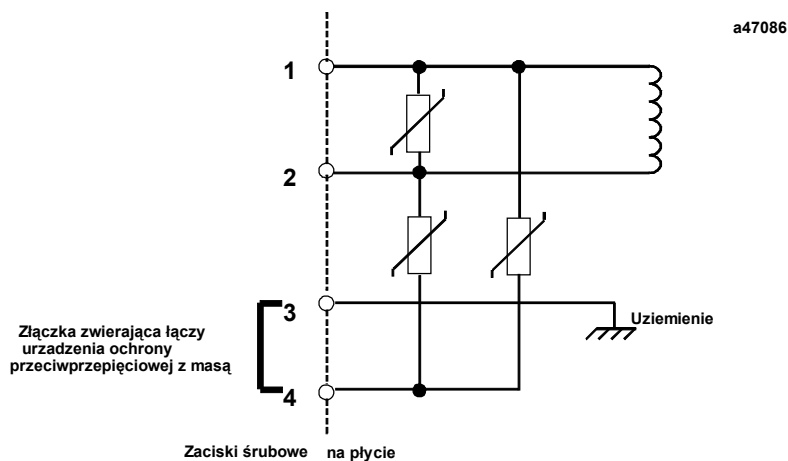 a47086
1
2
3
Uziemienie
Złączka zwierająca łączy
urzadzenia ochrony
przeciwprzepięciowej z masą
4
Zaciski śrubowe na płycie